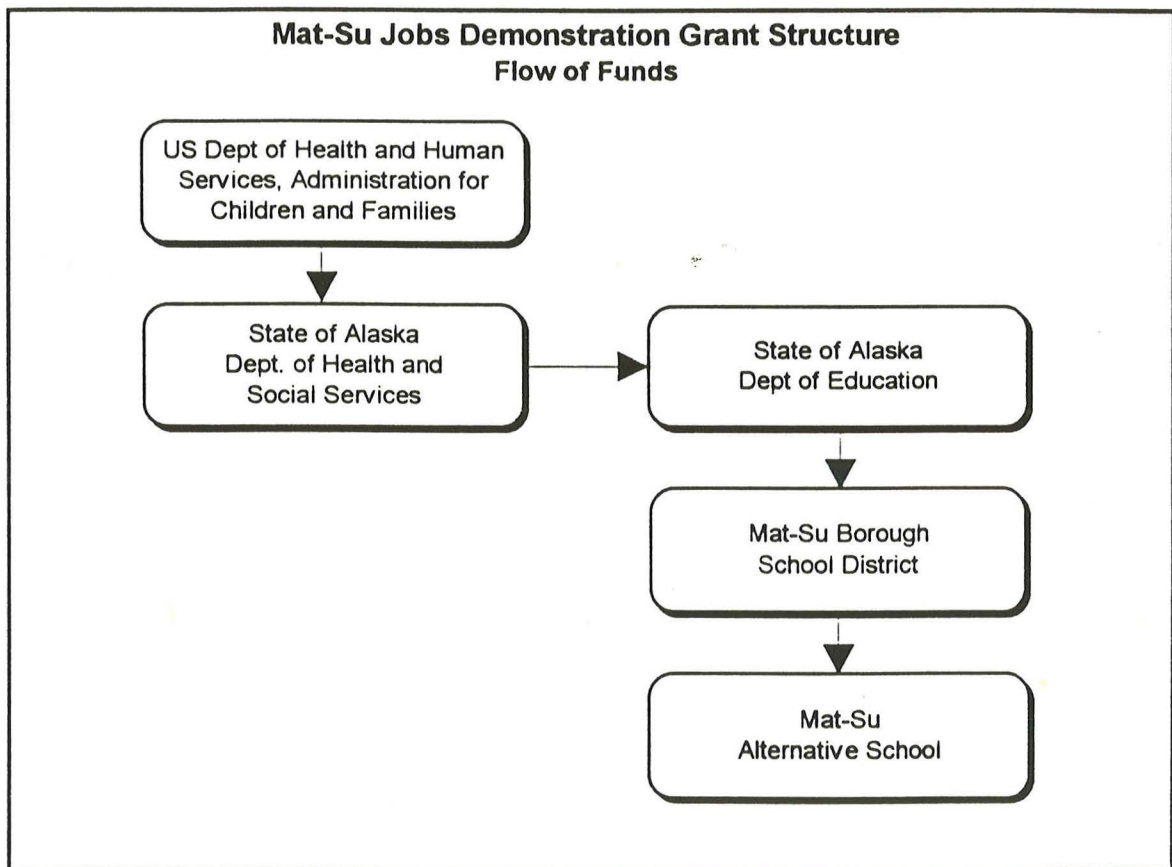 Mat-Su Jobs Demonstration Grant Structure
Flow of Funds
US Dept of Health and Human
Services, Administration for
Children and Families
State of Alaska
Dept. of Health and
Social Services
State of Alaska
Dept of Education
Mat-Su Borough
School District
Mat-Su
Alternative School